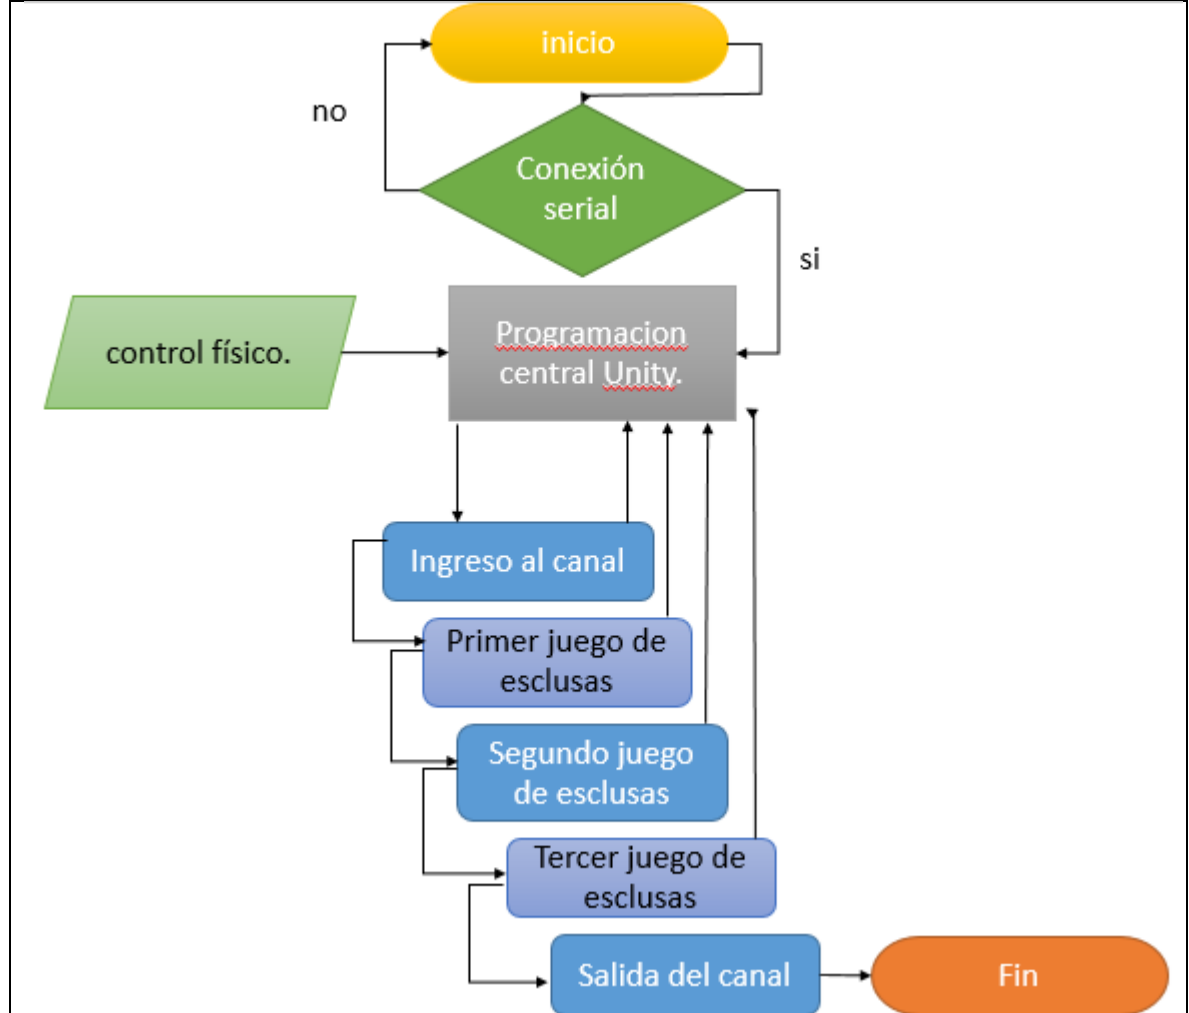 inicio
no
Conexión
serial
si
control físico.
Programacion
central Unity.
Ingreso al canal
Primer juego de
esclusas
Segundo juego
de esclusas
Tercer juego de
esclusas
Salida del canal
Fin